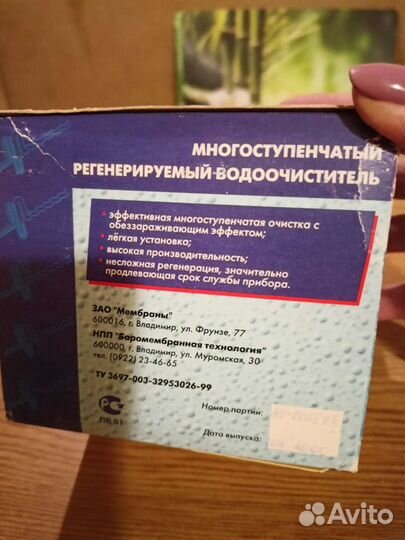 МНОГОСТУПЕНЧАТЫЙ
РЕГЕНЕРИРУЕМЫЙ ВОДООЧИСТИТЕЛЬ
• эффективная многоступенчатая очистка с
обеззараживающим эффектом;
• лёгкая установка;
• высокая производительность;
• несложная регенерация, значительно
продлевающая срок службы прибора.
ЗАО "Мембраны"
600016, г. Владимир, ул. Фрунзе, 77
НПП "Баромембранная технология"
600000, г. Владимир, ул. Муромская, 30
тел. (0922) 23-46-65
ТУ 3697-003-32953026-99
Номер партии:
Дата выпуска:
Avito